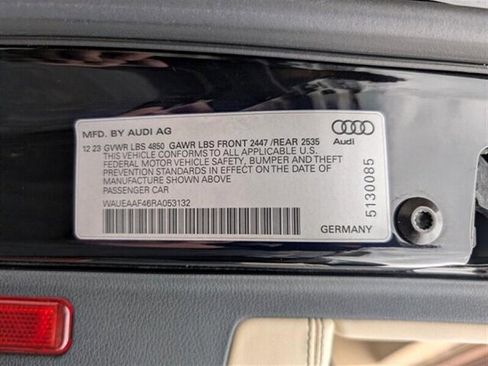 MFD. BY AUDI AG
12 23 GVWR LBS 4850 GAWR LBS FRONT 2447 /REAR 2535
THIS VEHICLE CONFORMS TO ALL APPLICABLE U.S.
FEDERAL MOTOR VEHICLE SAFETY, BUMPER AND THEFT
PREVENTION STANDARDS IN EFFECT ON THE DATE OF
MANUFACTURE SHOWN ABOVE
PASSENGER CAR
WAUEAAF46RA053132
GERMANY
Audi
5130085